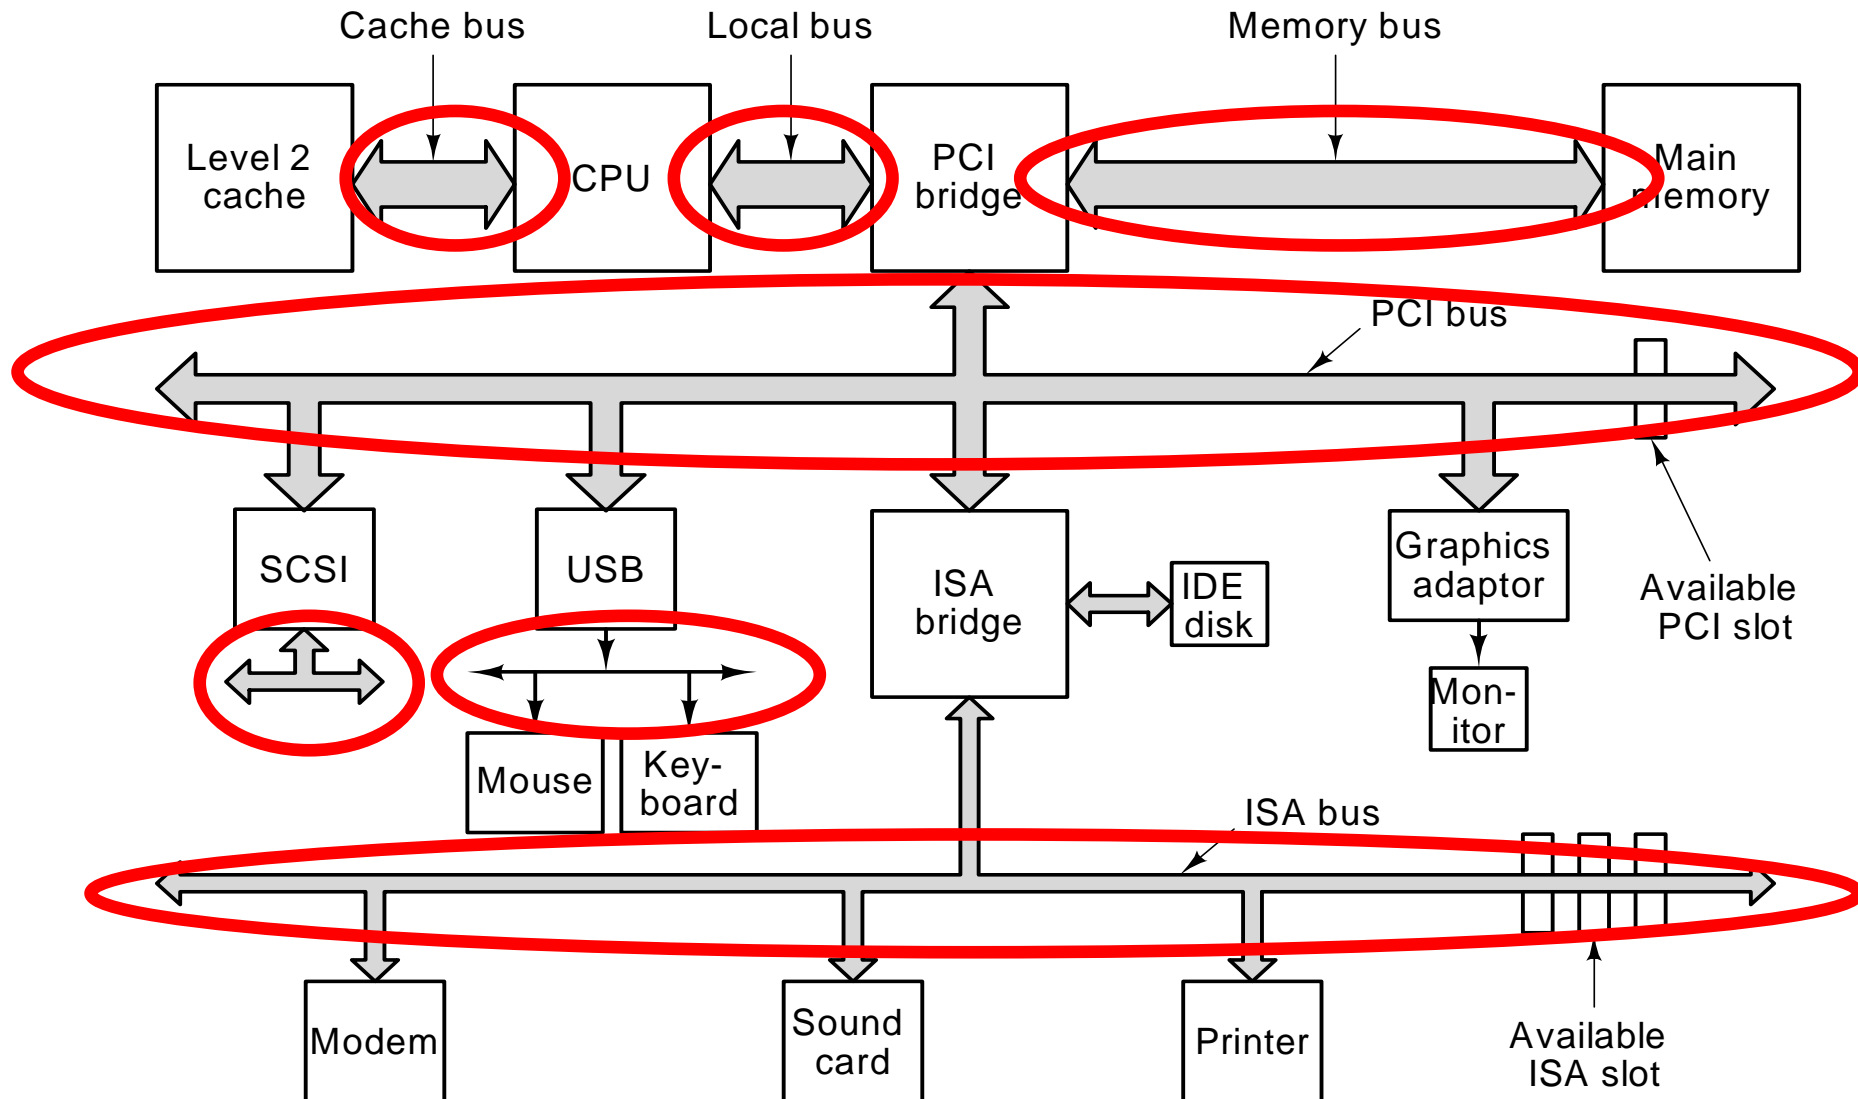 Cache bus
Local bus
Memory bus
Level 2
cache
CPU
PCI
bridge
Main
memory
PCI bus
SCSI
USB
ISA
bridge
IDE
disk
Graphics
adaptor
Available
PCI slot
Mon-
itor
Mouse
Key-
board
ISA bus
Modem
Sound
card
Printer
Available
ISA slot